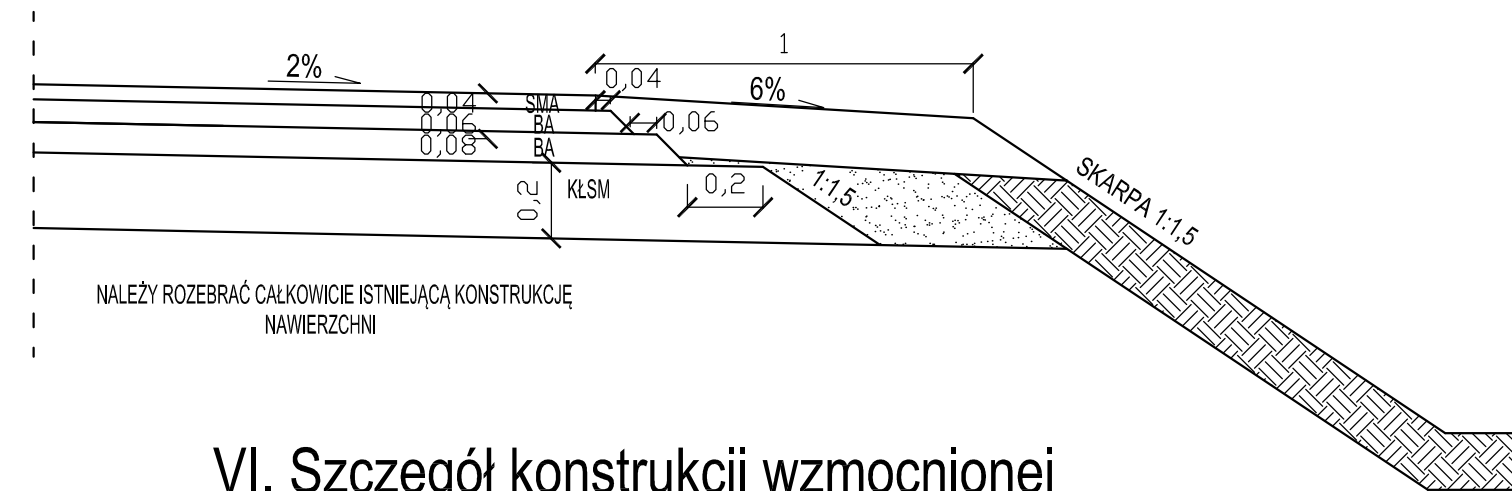 1
2%
0,04
6%
0,04 SMA
0,06 BA
0,06
0,08 BA
0,2
KŁSM
0,2
1:1,5
SKARPA 1:1,5
NALEŻY ROZEBRAĆ CAŁKOWICIE ISTNIEJĄCĄ KONSTRUKCJĘ
NAWIERZCHNI
VI. Szczegół konstrukcji wzmocnionej